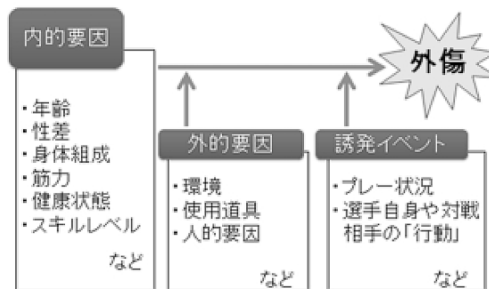 内的要因
・年齢
・性差
・身体組成
・筋力
・健康状態
・スキルレベル
など
外的要因
・環境
・使用道具
・人的要因
など
誘発イベント
・プレー状況
・選手自身や対戦
相手の「行動」
など
外傷